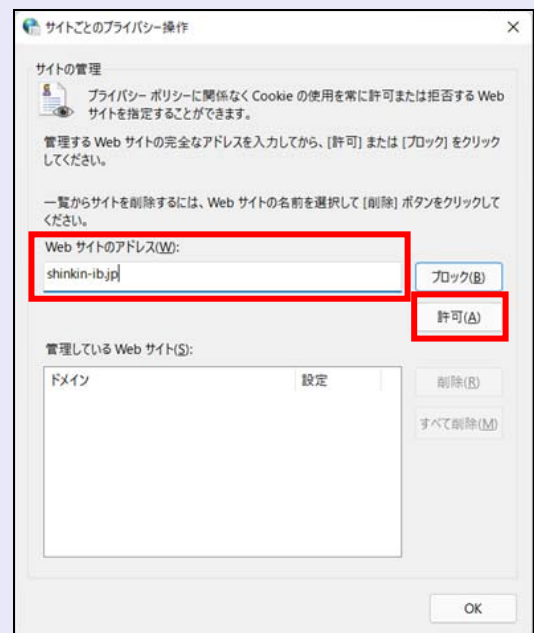 サイトごとのプライバシー操作
サイトの管理
プライバシー ポリシーに関係なく Cookie の使用を常に許可または拒否する Web
サイトを指定することができます。
管理する Web サイトの完全なアドレスを入力してから、[許可] または [ブロック] をクリック
してください。
一覧からサイトを削除するには、Web サイトの名前を選択して [削除] ボタンをクリックして
ください。
Web サイトのアドレス(W):
shinkin-ib.jp
ブロック(B)
許可(A)
管理している Web サイト(S):
ドメイン 設定
削除(R)
すべて削除(M)
OK